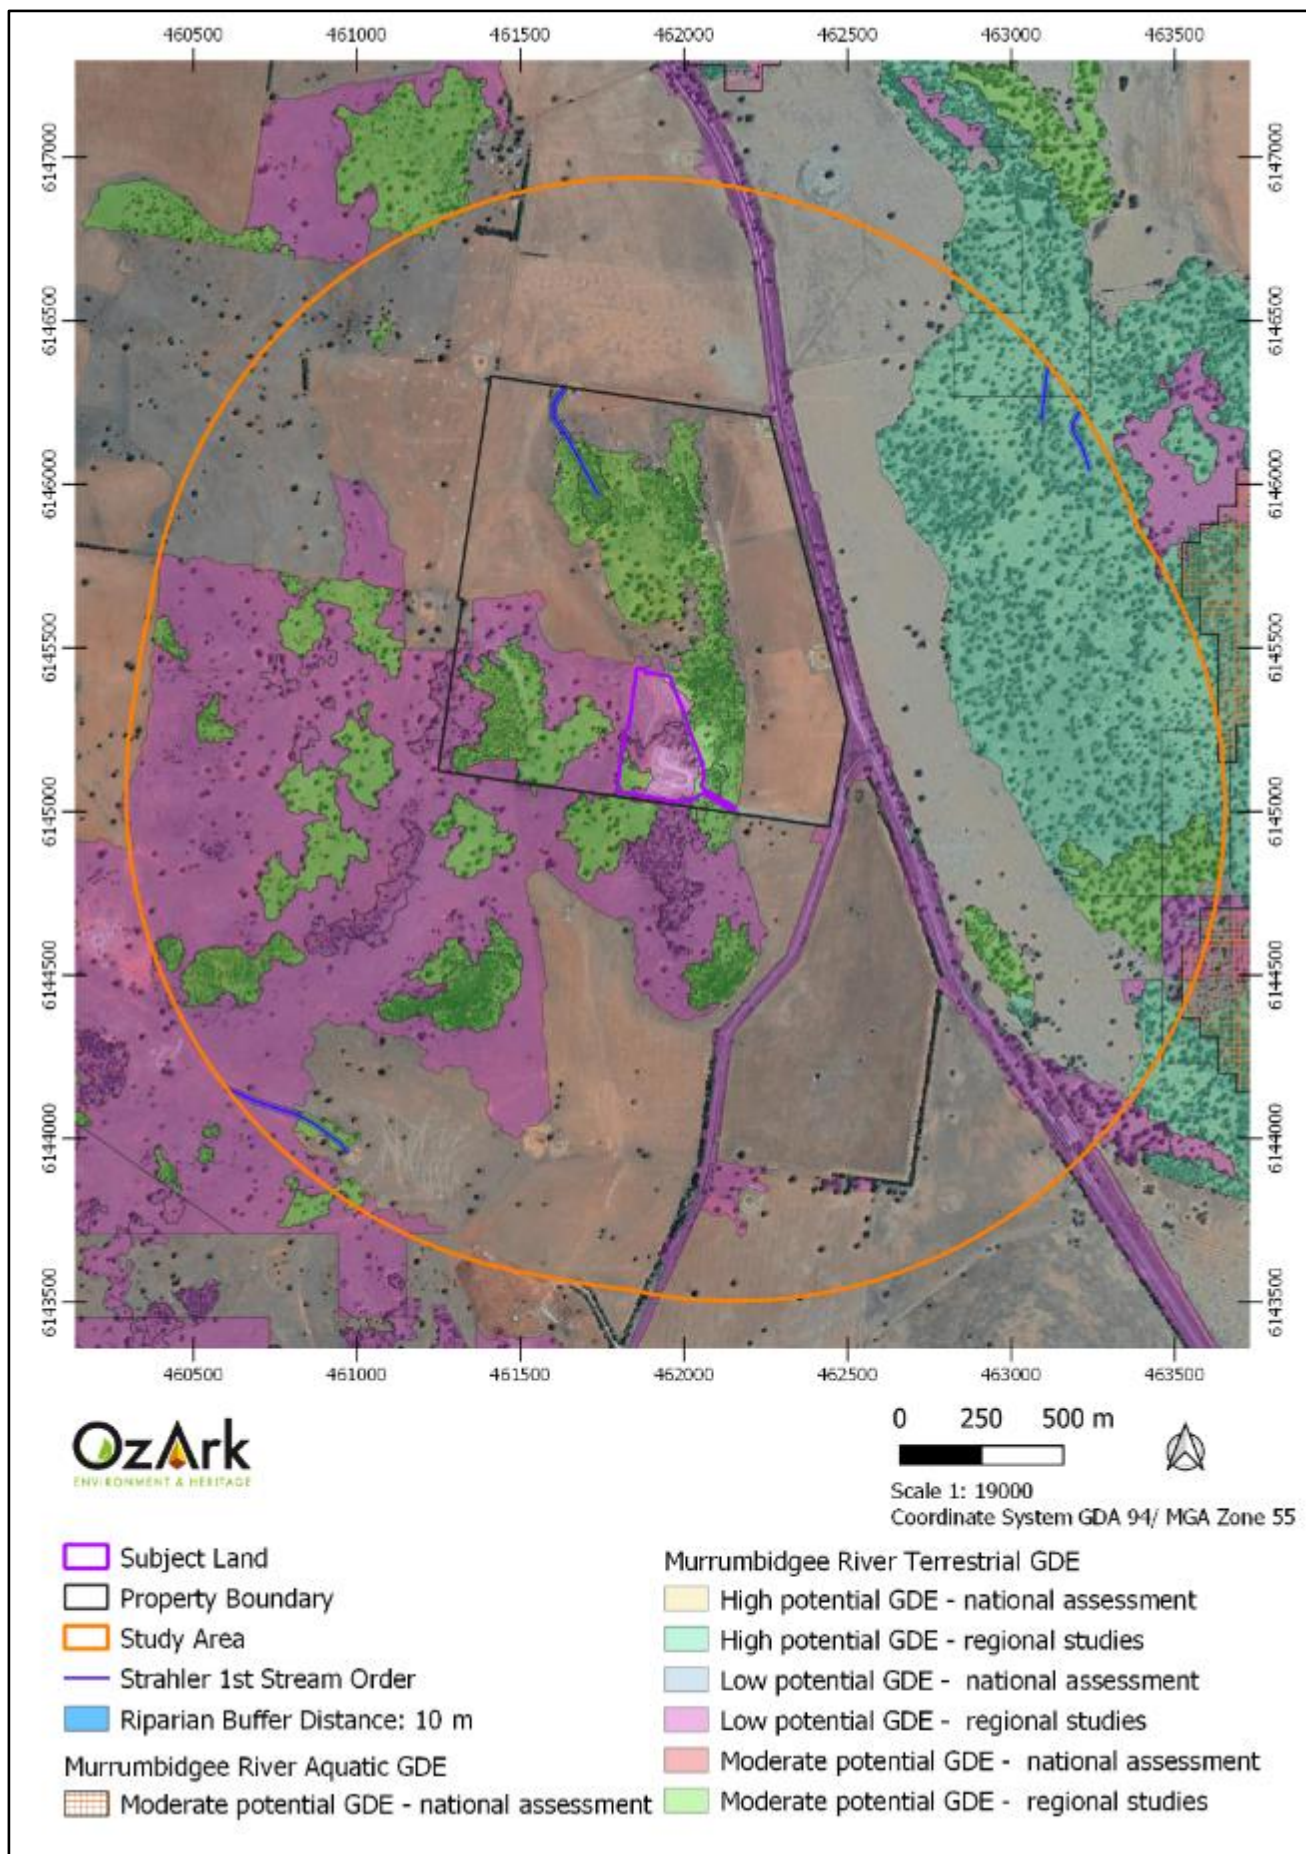 460500 461000 461500 462000 462500 463000 463500
6147000 6147000
6146500 6146500
6146000 6146000
6145500 6145500
6145000 6145000
6144500 6144500
6144000 6144000
6143500 6143500
460500 461000 461500 462000 462500 463000 463500
OzArk
ENVIRONMENT & HERITAGE
0 250 500 m
Scale 1: 19000
Coordinate System GDA 94/ MGA Zone 55
Subject Land
Property Boundary
Study Area
Strahler 1st Stream Order
Riparian Buffer Distance: 10 m
Murrumbidgee River Aquatic GDE
Moderate potential GDE - national assessment
Murrumbidgee River Terrestrial GDE
High potential GDE - national assessment
High potential GDE - regional studies
Low potential GDE - national assessment
Low potential GDE - regional studies
Moderate potential GDE - national assessment
Moderate potential GDE - regional studies